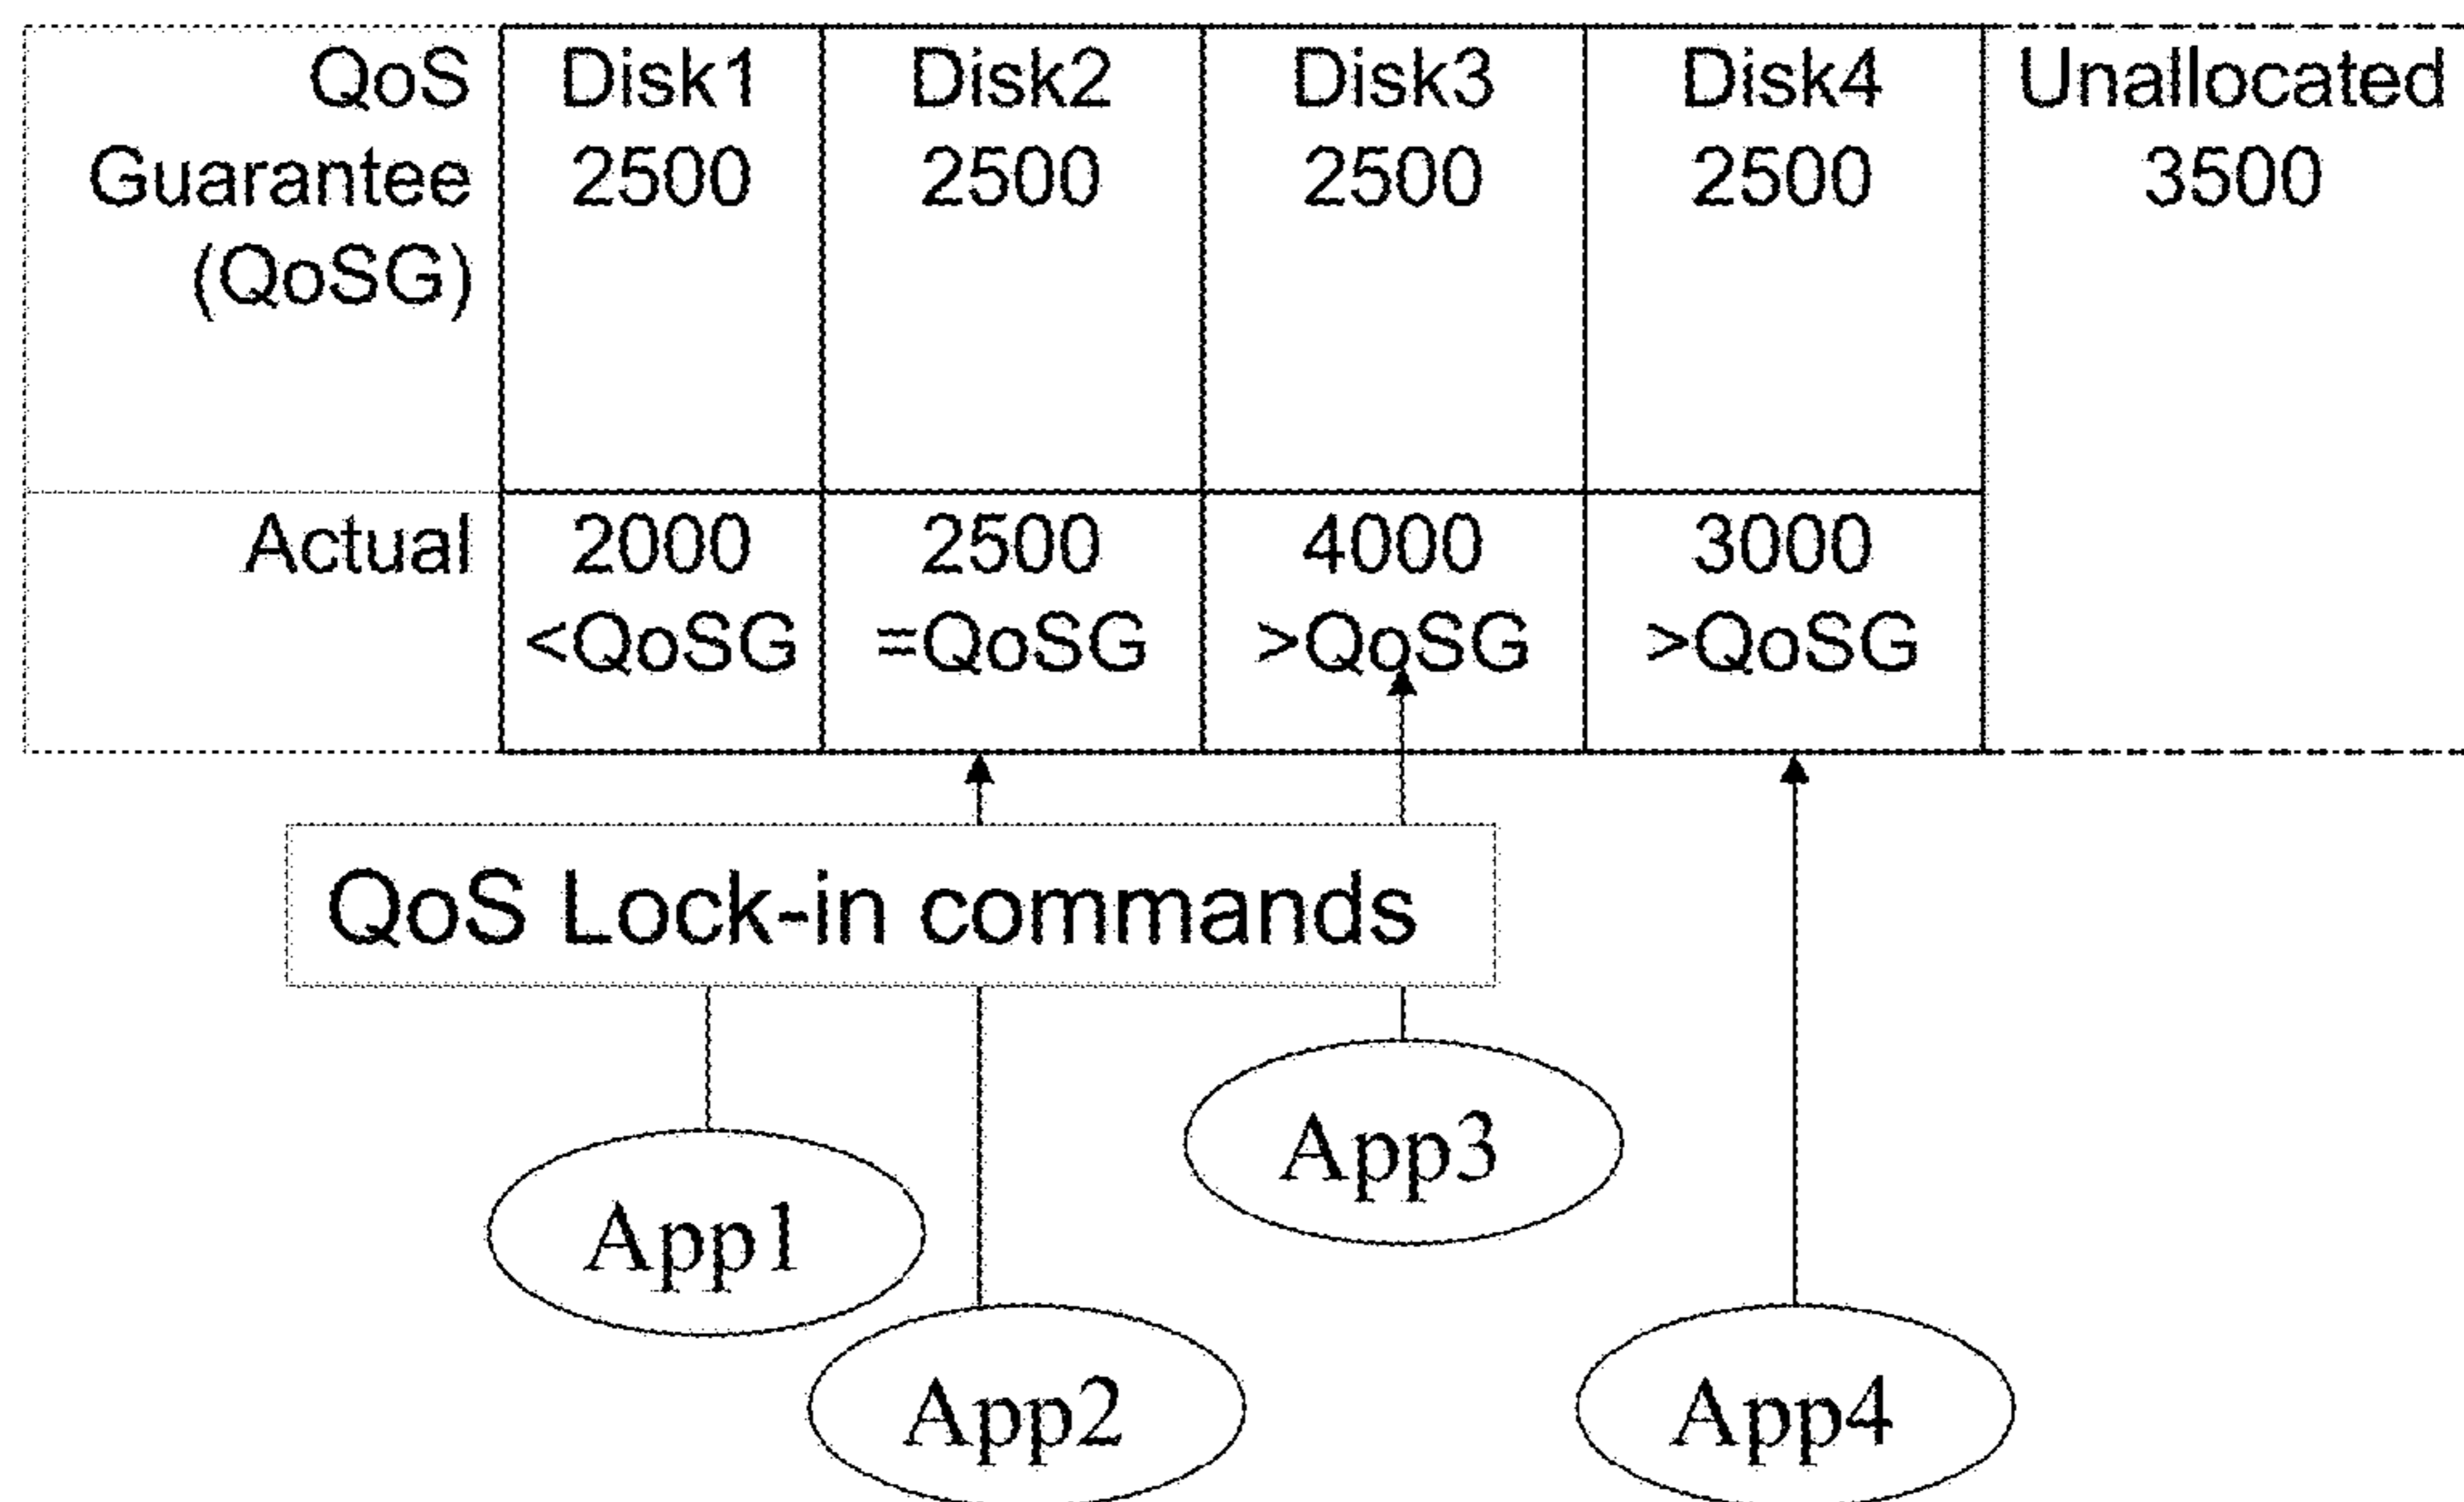 QoS Guarantee (QoSG)
Disk1
2500
Disk2
2500
Disk3
2500
Disk4
2500
Unallocated
3500
Actual
2000
<QoSG
2500
=QoSG
4000
>QoSG
3000
>QoSG
QoS Lock-in commands
App1
App2
App3
App4